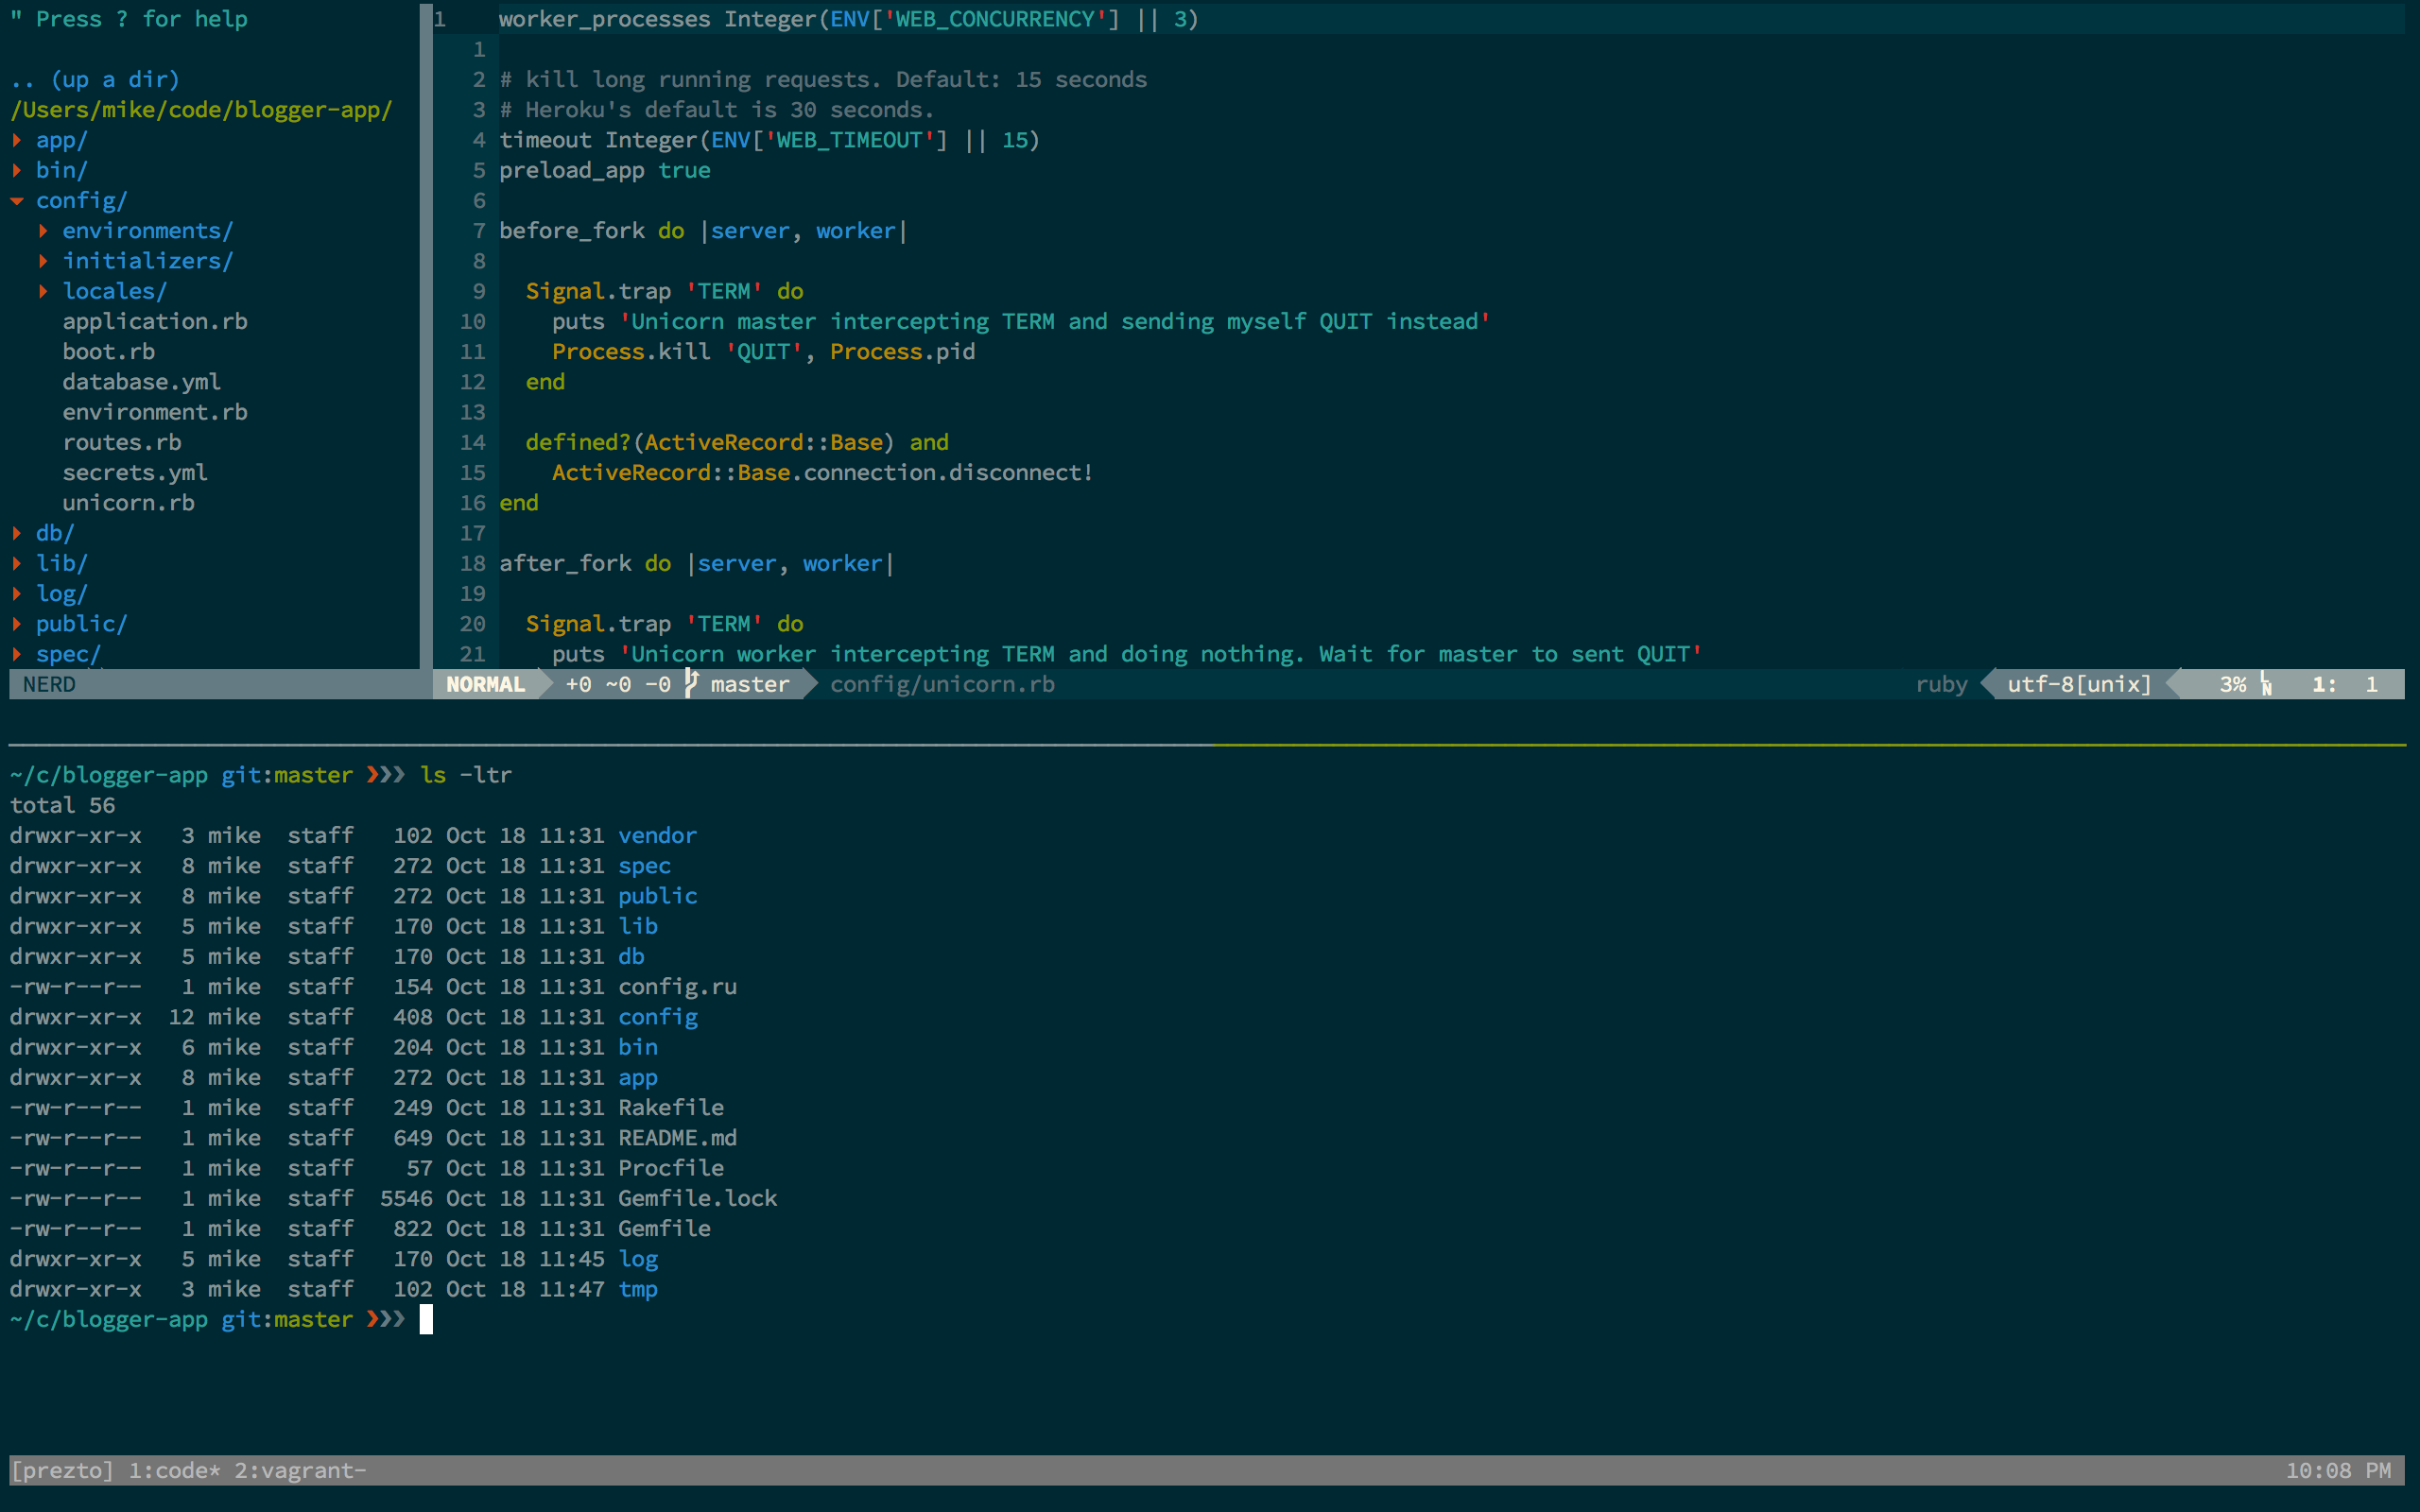 " Press ? for help
.. (up a dir)
/Users/mike/code/blogger-app/
▸ app/
▸ bin/
▾ config/
  ▸ environments/
  ▸ initializers/
  ▸ locales/
    application.rb
    boot.rb
    database.yml
    environment.rb
    routes.rb
    secrets.yml
    unicorn.rb
▸ db/
▸ lib/
▸ log/
▸ public/
▸ spec/
NERD
1   worker_processes Integer(ENV['WEB_CONCURRENCY'] || 3)
  1
  2 # kill long running requests. Default: 15 seconds
  3 # Heroku's default is 30 seconds.
  4 timeout Integer(ENV['WEB_TIMEOUT'] || 15)
  5 preload_app true
  6
  7 before_fork do |server, worker|
  8
  9   Signal.trap 'TERM' do
 10     puts 'Unicorn master intercepting TERM and sending myself QUIT instead'
 11     Process.kill 'QUIT', Process.pid
 12   end
 13
 14   defined?(ActiveRecord::Base) and
 15     ActiveRecord::Base.connection.disconnect!
 16 end
 17
 18 after_fork do |server, worker|
 19
 20   Signal.trap 'TERM' do
 21     puts 'Unicorn worker intercepting TERM and doing nothing. Wait for master to sent QUIT'
NORMAL +0 ~0 -0 master config/unicorn.rb ruby utf-8[unix] 3% LN 1: 1
~/c/blogger-app git:master ❯❯❯ ls -ltr
total 56
drwxr-xr-x   3 mike  staff   102 Oct 18 11:31 vendor
drwxr-xr-x   8 mike  staff   272 Oct 18 11:31 spec
drwxr-xr-x   8 mike  staff   272 Oct 18 11:31 public
drwxr-xr-x   5 mike  staff   170 Oct 18 11:31 lib
drwxr-xr-x   5 mike  staff   170 Oct 18 11:31 db
-rw-r--r--   1 mike  staff   154 Oct 18 11:31 config.ru
drwxr-xr-x  12 mike  staff   408 Oct 18 11:31 config
drwxr-xr-x   6 mike  staff   204 Oct 18 11:31 bin
drwxr-xr-x   8 mike  staff   272 Oct 18 11:31 app
-rw-r--r--   1 mike  staff   249 Oct 18 11:31 Rakefile
-rw-r--r--   1 mike  staff   649 Oct 18 11:31 README.md
-rw-r--r--   1 mike  staff    57 Oct 18 11:31 Procfile
-rw-r--r--   1 mike  staff  5546 Oct 18 11:31 Gemfile.lock
-rw-r--r--   1 mike  staff   822 Oct 18 11:31 Gemfile
drwxr-xr-x   5 mike  staff   170 Oct 18 11:45 log
drwxr-xr-x   3 mike  staff   102 Oct 18 11:47 tmp
~/c/blogger-app git:master ❯❯❯
[prezto] 1:code* 2:vagrant- 10:08 PM